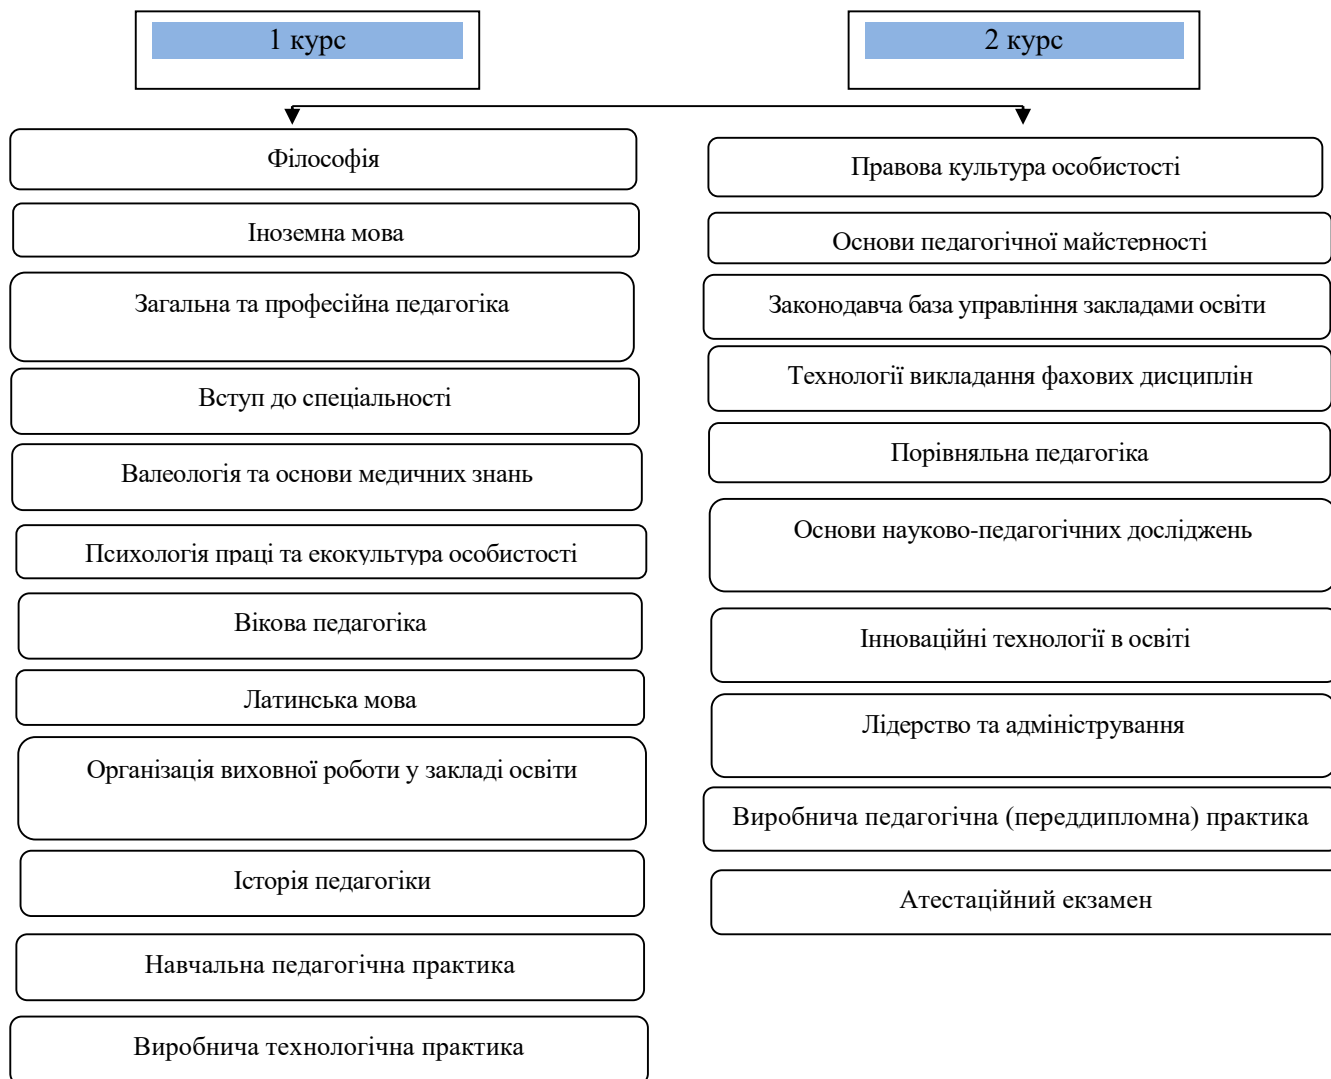 1 курс
2 курс
Філософія
Іноземна мова
Загальна та професійна педагогіка
Вступ до спеціальності
Валеологія та основи медичних знань
Психологія праці та екокультура особистості
Вікова педагогіка
Латинська мова
Організація виховної роботи у закладі освіти
Історія педагогіки
Навчальна педагогічна практика
Виробнича технологічна практика
Правова культура особистості
Основи педагогічної майстерності
Законодавча база управління закладами освіти
Технології викладання фахових дисциплін
Порівняльна педагогіка
Основи науково-педагогічних досліджень
Інноваційні технології в освіті
Лідерство та адміністрування
Виробнича педагогічна (переддипломна) практика
Атестаційний екзамен